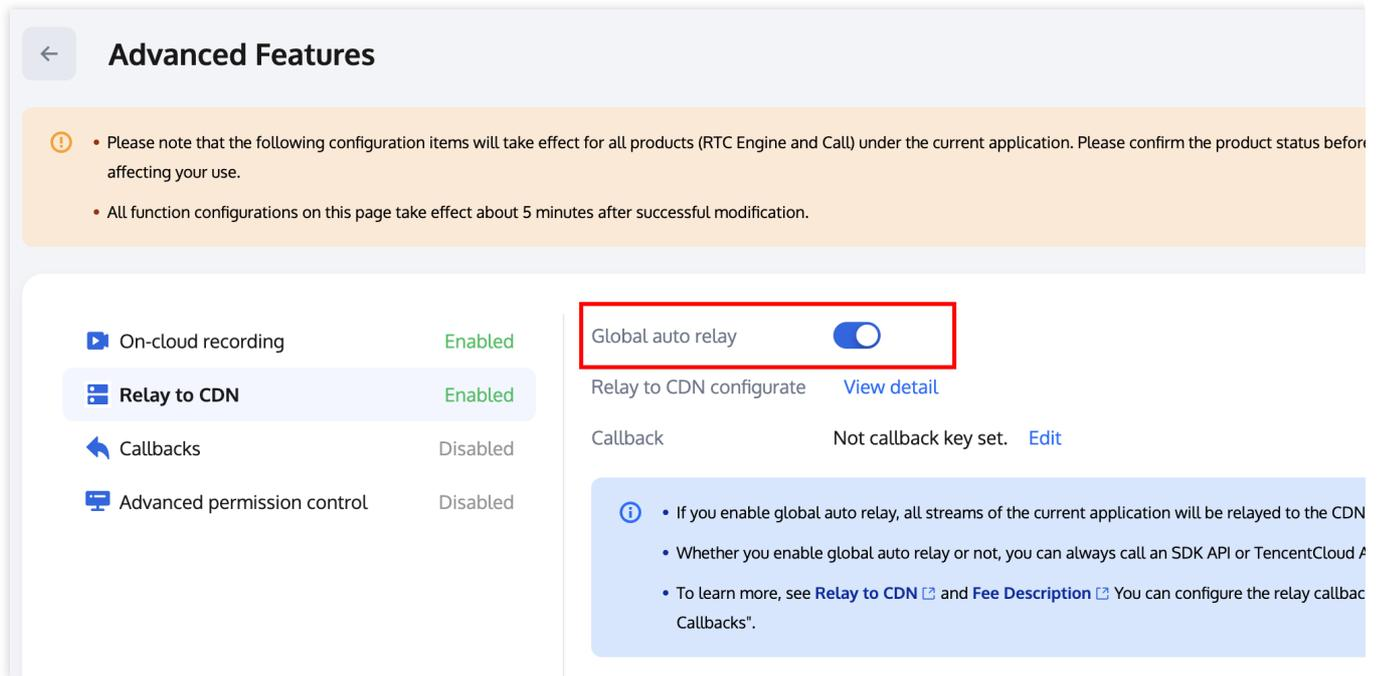 Advanced Features
• Please note that the following configuration items will take effect for all products (RTC Engine and Call) under the current application. Please confirm the product status before
affecting your use.
• All function configurations on this page take effect about 5 minutes after successful modification.
On-cloud recording Enabled
Relay to CDN Enabled
Callbacks Disabled
Advanced permission control Disabled
Global auto relay
Relay to CDN configurate View detail
Callback Not callback key set. Edit
• If you enable global auto relay, all streams of the current application will be relayed to the CDN
• Whether you enable global auto relay or not, you can always call an SDK API or TencentCloud A
• To learn more, see Relay to CDN and Fee Description You can configure the relay callbac
Callbacks".